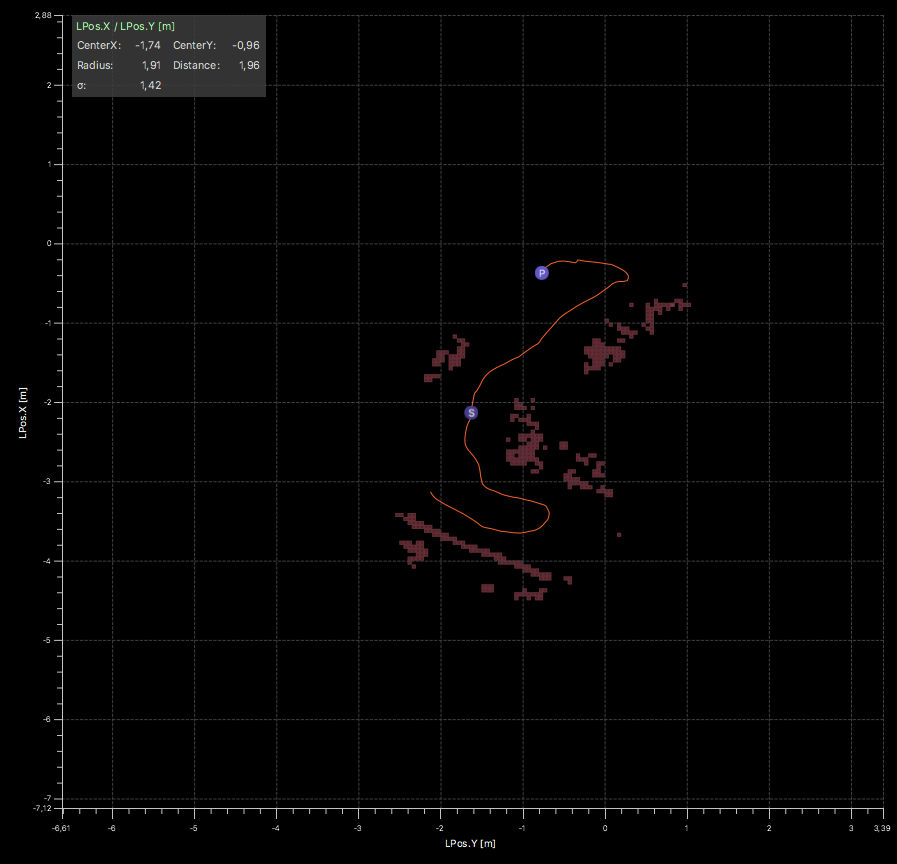 2,88
LPos.X / LPos.Y [m]
CenterX: -1,74 CenterY: -0,96
Radius: 1,91 Distance: 1,96
σ: 1,42
2
1
0
P
-1
-2
S
LPos.X [m]
-3
-4
-5
-6
-7
-7,12
-6,61 -6 -5 -4 -3 -2 -1 0 1 2 3 3,39
LPos.Y [m]